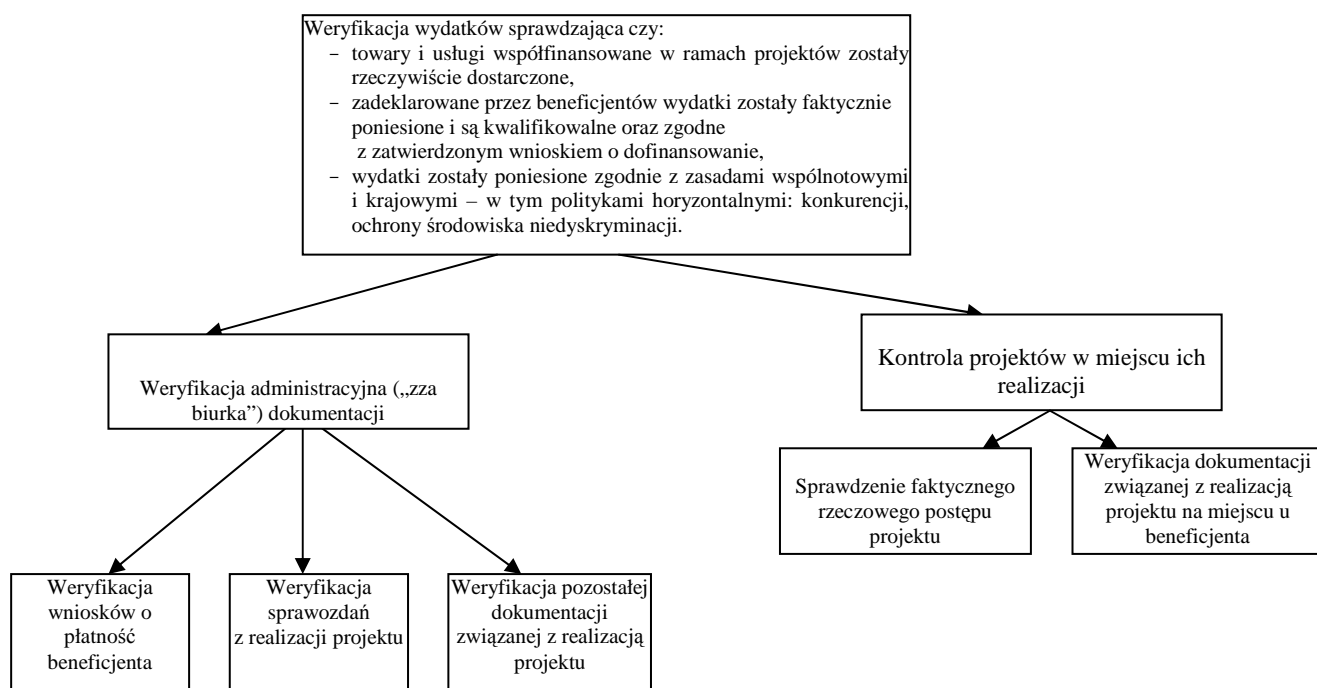 Weryfikacja wydatków sprawdzająca czy:
- towary i usługi współfinansowane w ramach projektów zostały
rzeczywiście dostarczone,
- zadeklarowane przez beneficjentów wydatki zostały faktycznie
poniesione i są kwalifikowalne oraz zgodne
z zatwierdzonym wnioskiem o dofinansowanie,
- wydatki zostały poniesione zgodnie z zasadami wspólnotowymi
i krajowymi – w tym politykami horyzontalnymi: konkurencji,
ochrony środowiska niedyskryminacji.
Weryfikacja administracyjna („zza
biurka”) dokumentacji
Kontrola projektów w miejscu ich
realizacji
Weryfikacja
wniosków o
płatność
beneficjenta
Weryfikacja
sprawozdań
z realizacji projektu
Weryfikacja pozostałej
dokumentacji
związanej z realizacją
projektu
Sprawdzenie faktycznego
rzeczowego postępu
projektu
Weryfikacja dokumentacji
związanej z realizacją
projektu na miejscu u
beneficjenta